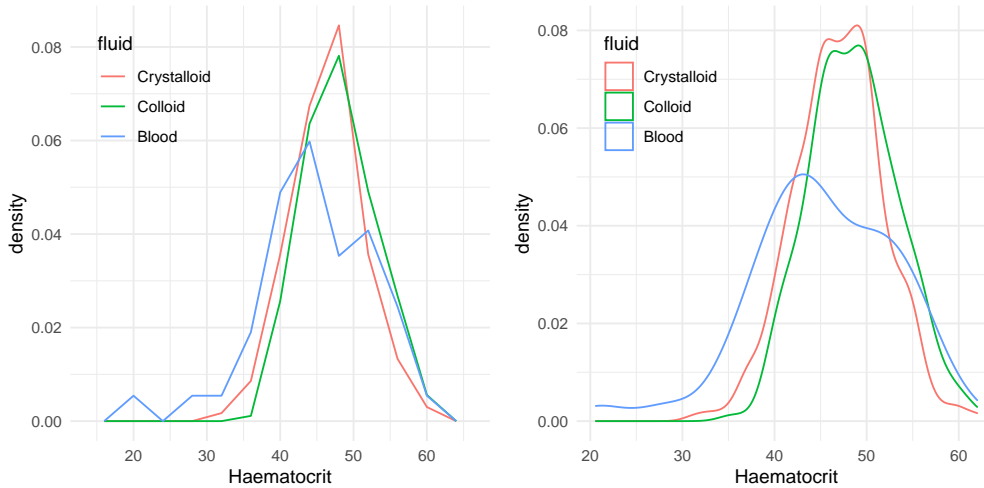 fluid
Crystalloid
Colloid
Blood
density
0.08
0.06
0.04
0.02
0.00
20 30 40 50 60
Haematocrit
fluid
Crystalloid
Colloid
Blood
density
0.08
0.06
0.04
0.02
0.00
20 30 40 50 60
Haematocrit